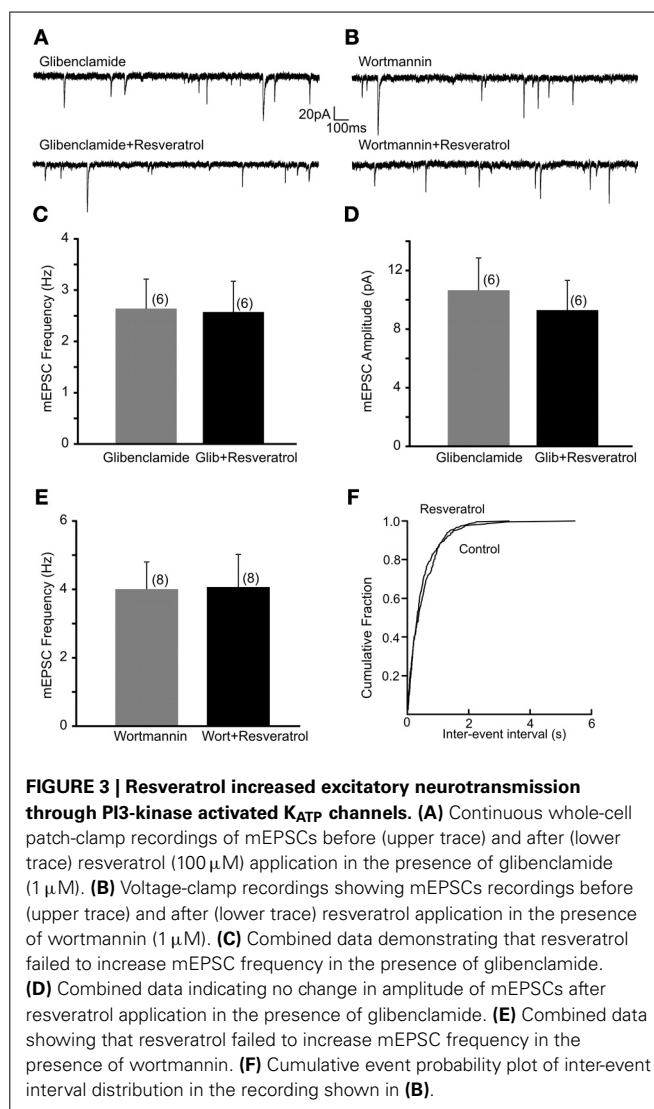 A
Glibenclamide
B
Wortmannin
20pA
100ms
Glibenclamide+Resveratrol
Wortmannin+Resveratrol
C
mEPSC Frequency (Hz)
4
3
2
1
0
(6)
(6)
Glibenclamide
Glib+Resveratrol
D
mEPSC Amplitude (pA)
12
8
4
0
(6)
(6)
Glibenclamide
Glib+Resveratrol
E
mEPSC Frequency (Hz)
6
4
2
0
(8)
(8)
Wortmannin
Wort+Resveratrol
F
Resveratrol
Control
Cumulative Fraction
1.0
0.8
0.6
0.4
0.2
0
2
4
6
Inter-event interval (s)
FIGURE 3 | Resveratrol increased excitatory neurotransmission
through PI3-kinase activated KATP channels. (A) Continuous whole-cell
patch-clamp recordings of mEPSCs before (upper trace) and after (lower
trace) resveratrol (100 μM) application in the presence of glibenclamide
(1 μM). (B) Voltage-clamp recordings showing mEPSCs recordings before
(upper trace) and after (lower trace) resveratrol application in the presence
of wortmannin (1 μM). (C) Combined data demonstrating that resveratrol
failed to increase mEPSC frequency in the presence of glibenclamide.
(D) Combined data indicating no change in amplitude of mEPSCs after
resveratrol application in the presence of glibenclamide. (E) Combined data
showing that resveratrol failed to increase mEPSC frequency in the
presence of wortmannin. (F) Cumulative event probability plot of inter-event
interval distribution in the recording shown in (B).